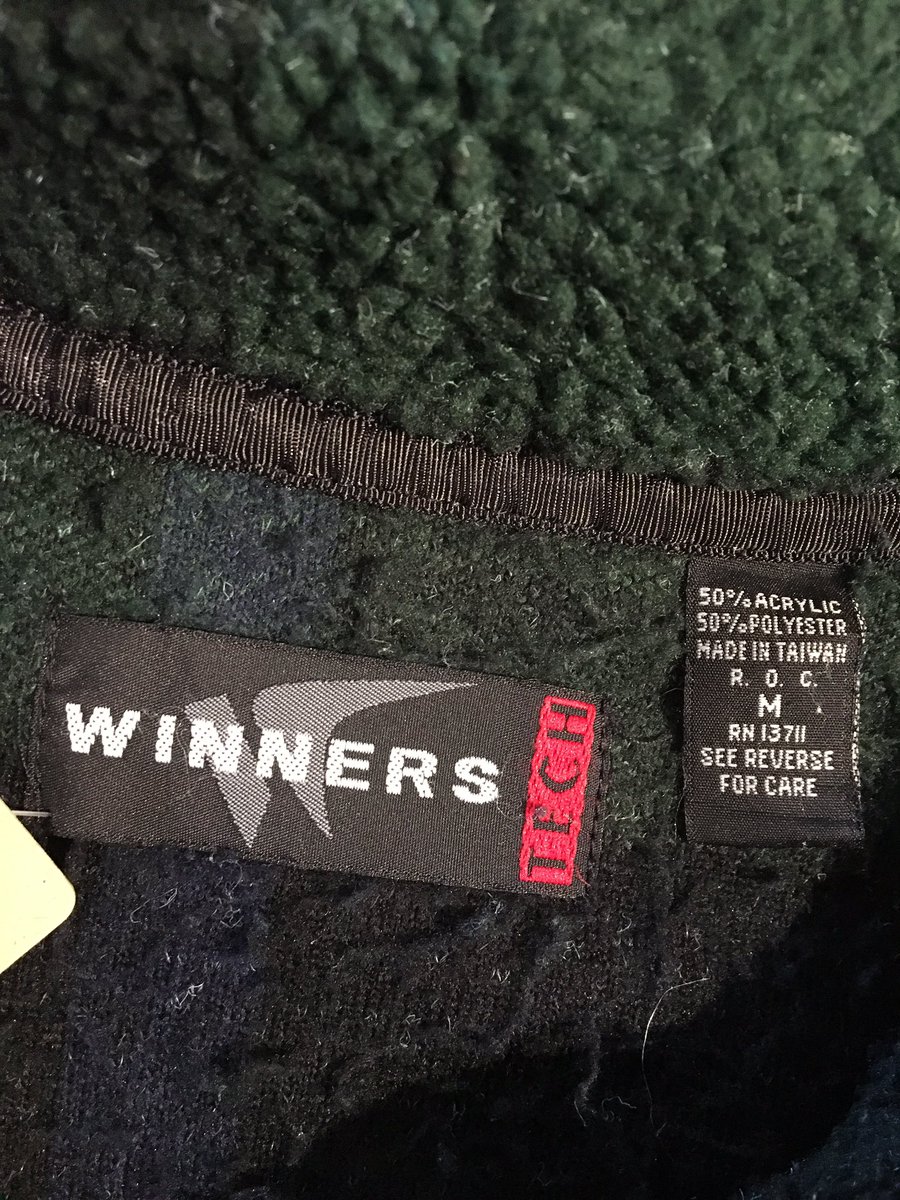 WINNERS
TECH
50% ACRYLIC
50% POLYESTER
MADE IN TAIWAN
R. O. C.
M
RN 13711
SEE REVERSE
FOR CARE